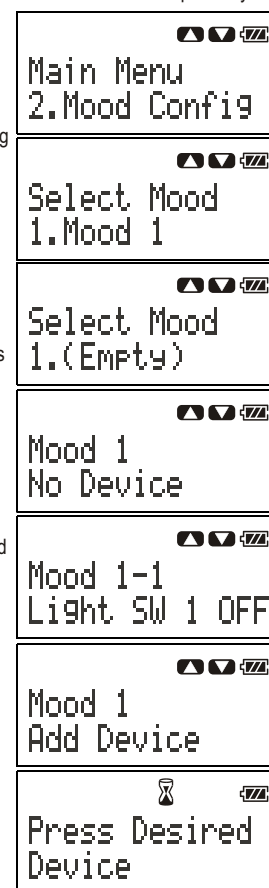 Main Menu
2.Mood Config
Select Mood
1.Mood 1
Select Mood
1.(Empty)
Mood 1
No Device
Mood 1-1
Light SW 1 OFF
Mood 1
Add Device
Press Desired
Device